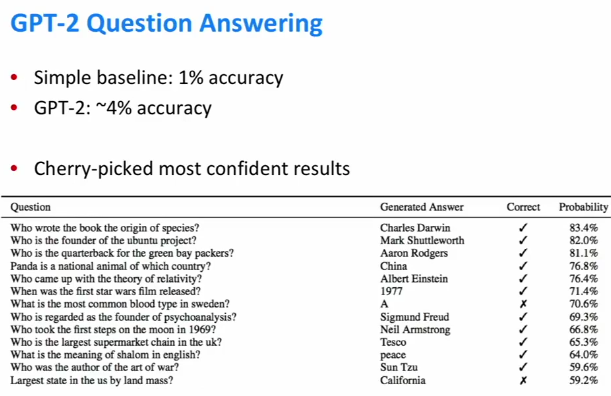 GPT-2 Question Answering
• Simple baseline: 1% accuracy
• GPT-2: ~4% accuracy
• Cherry-picked most confident results
Question Generated Answer Correct Probability
Who wrote the book the origin of species? Charles Darwin ✓ 83.4%
Who is the founder of the ubuntu project? Mark Shuttleworth ✓ 82.0%
Who is the quarterback for the green bay packers? Aaron Rodgers ✓ 81.1%
Panda is a national animal of which country? China ✓ 76.8%
Who came up with the theory of relativity? Albert Einstein ✓ 76.4%
When was the first star wars film released? 1977 ✓ 71.4%
What is the most common blood type in sweden? A ✗ 70.6%
Who is regarded as the founder of psychoanalysis? Sigmund Freud ✓ 69.3%
Who took the first steps on the moon in 1969? Neil Armstrong ✓ 66.8%
Who is the largest supermarket chain in the uk? Tesco ✓ 65.3%
What is the meaning of shalom in english? peace ✓ 64.0%
Who was the author of the art of war? Sun Tzu ✓ 59.6%
Largest state in the us by land mass? California ✗ 59.2%